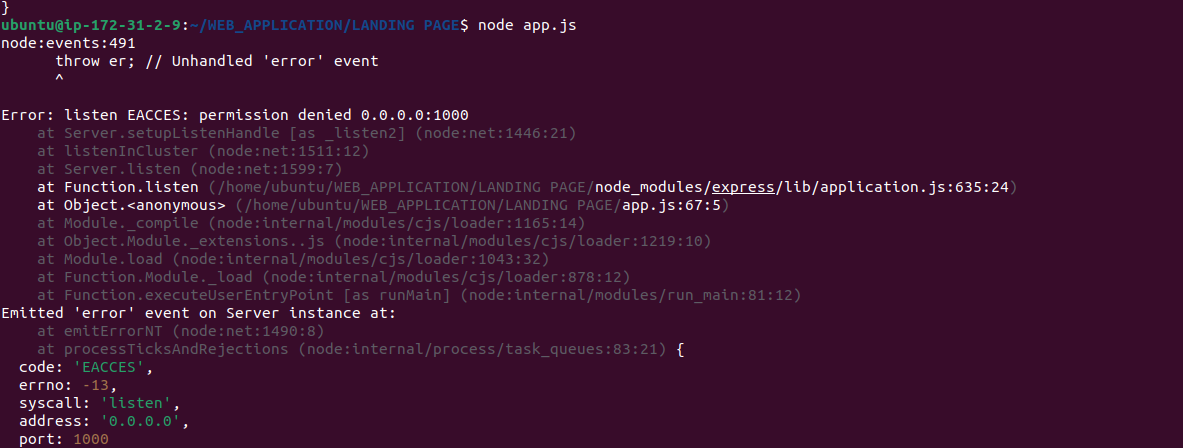 }
ubuntu@ip-172-31-2-9:~/WEB_APPLICATION/LANDING PAGE$ node app.js
node:events:491
      throw er; // Unhandled 'error' event
      ^

Error: listen EACCES: permission denied 0.0.0.0:1000
    at Server.setupListenHandle [as _listen2] (node:net:1446:21)
    at listenInCluster (node:net:1511:12)
    at Server.listen (node:net:1599:7)
    at Function.listen (/home/ubuntu/WEB_APPLICATION/LANDING PAGE/node_modules/express/lib/application.js:635:24)
    at Object.<anonymous> (/home/ubuntu/WEB_APPLICATION/LANDING PAGE/app.js:67:5)
    at Module._compile (node:internal/modules/cjs/loader:1165:14)
    at Object.Module._extensions..js (node:internal/modules/cjs/loader:1219:10)
    at Module.load (node:internal/modules/cjs/loader:1043:32)
    at Function.Module._load (node:internal/modules/cjs/loader:878:12)
    at Function.executeUserEntryPoint [as runMain] (node:internal/modules/run_main:81:12)
Emitted 'error' event on Server instance at:
    at emitErrorNT (node:net:1490:8)
    at processTicksAndRejections (node:internal/process/task_queues:83:21) {
  code: 'EACCES',
  errno: -13,
  syscall: 'listen',
  address: '0.0.0.0',
  port: 1000